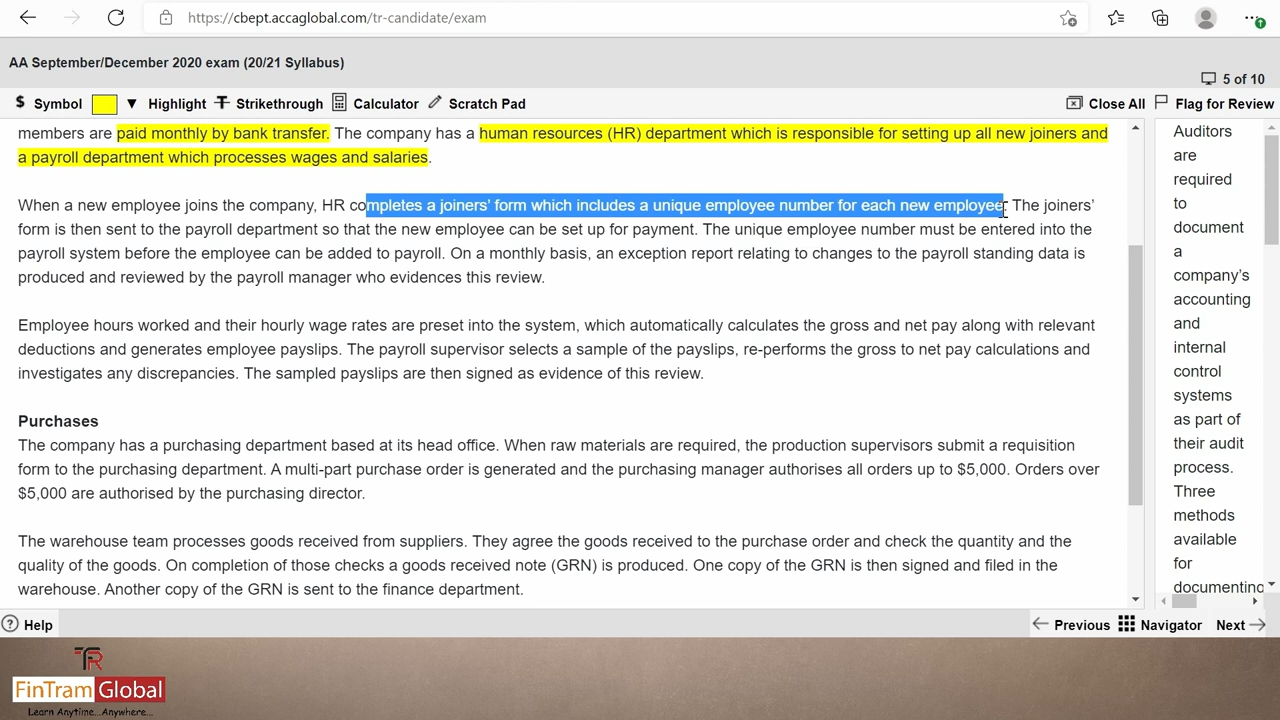 https://cbept.accaglobal.com/tr-candidate/exam
AA September/December 2020 exam (20/21 Syllabus)
5 of 10
$ Symbol ▼ Highlight Strikethrough Calculator Scratch Pad Close All Flag for Review
members are paid monthly by bank transfer. The company has a human resources (HR) department which is responsible for setting up all new joiners and
a payroll department which processes wages and salaries.
When a new employee joins the company, HR completes a joiners' form which includes a unique employee number for each new employee. The joiners'
form is then sent to the payroll department so that the new employee can be set up for payment. The unique employee number must be entered into the
payroll system before the employee can be added to payroll. On a monthly basis, an exception report relating to changes to the payroll standing data is
produced and reviewed by the payroll manager who evidences this review.
Employee hours worked and their hourly wage rates are preset into the system, which automatically calculates the gross and net pay along with relevant
deductions and generates employee payslips. The payroll supervisor selects a sample of the payslips, re-performs the gross to net pay calculations and
investigates any discrepancies. The sampled payslips are then signed as evidence of this review.
Purchases
The company has a purchasing department based at its head office. When raw materials are required, the production supervisors submit a requisition
form to the purchasing department. A multi-part purchase order is generated and the purchasing manager authorises all orders up to $5,000. Orders over
$5,000 are authorised by the purchasing director.
The warehouse team processes goods received from suppliers. They agree the goods received to the purchase order and check the quantity and the
quality of the goods. On completion of those checks a goods received note (GRN) is produced. One copy of the GRN is then signed and filed in the
warehouse. Another copy of the GRN is sent to the finance department.
Auditors
are
required
to
document
a
company's
accounting
and
internal
control
systems
as part of
their audit
process.
Three
methods
available
for
documenting
Help
Previous Navigator Next
TR
FinTram Global
Learn Anytime...Anywhere...